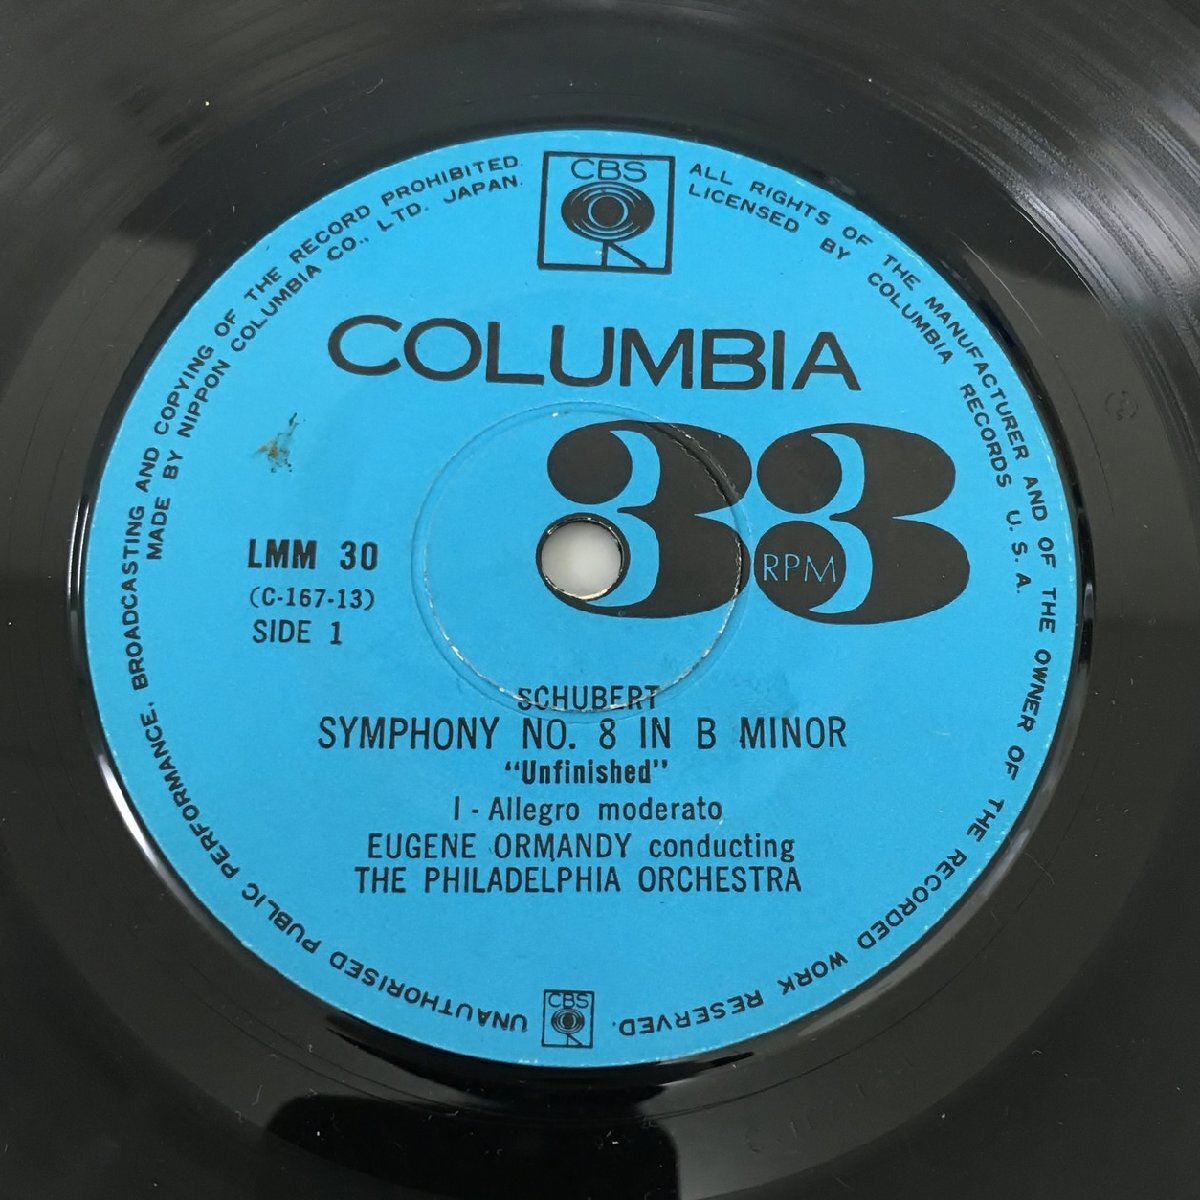 CBS
COLUMBIA
33
RPM
LMM 30
(C-167-13)
SIDE 1
SCHUBERT
SYMPHONY NO. 8 IN B MINOR
"Unfinished"
I - Allegro moderato
EUGENE ORMANDY conducting
THE PHILADELPHIA ORCHESTRA
CBS
ALL RIGHTS OF THE MANUFACTURER AND OF THE OWNER OF THE RECORDED WORK RESERVED.
LICENSED BY COLUMBIA RECORDS U. S. A.
UNAUTHORISED PUBLIC PERFORMANCE, BROADCASTING AND COPYING OF THE RECORD PROHIBITED.
MADE BY NIPPON COLUMBIA CO., LTD. JAPAN.